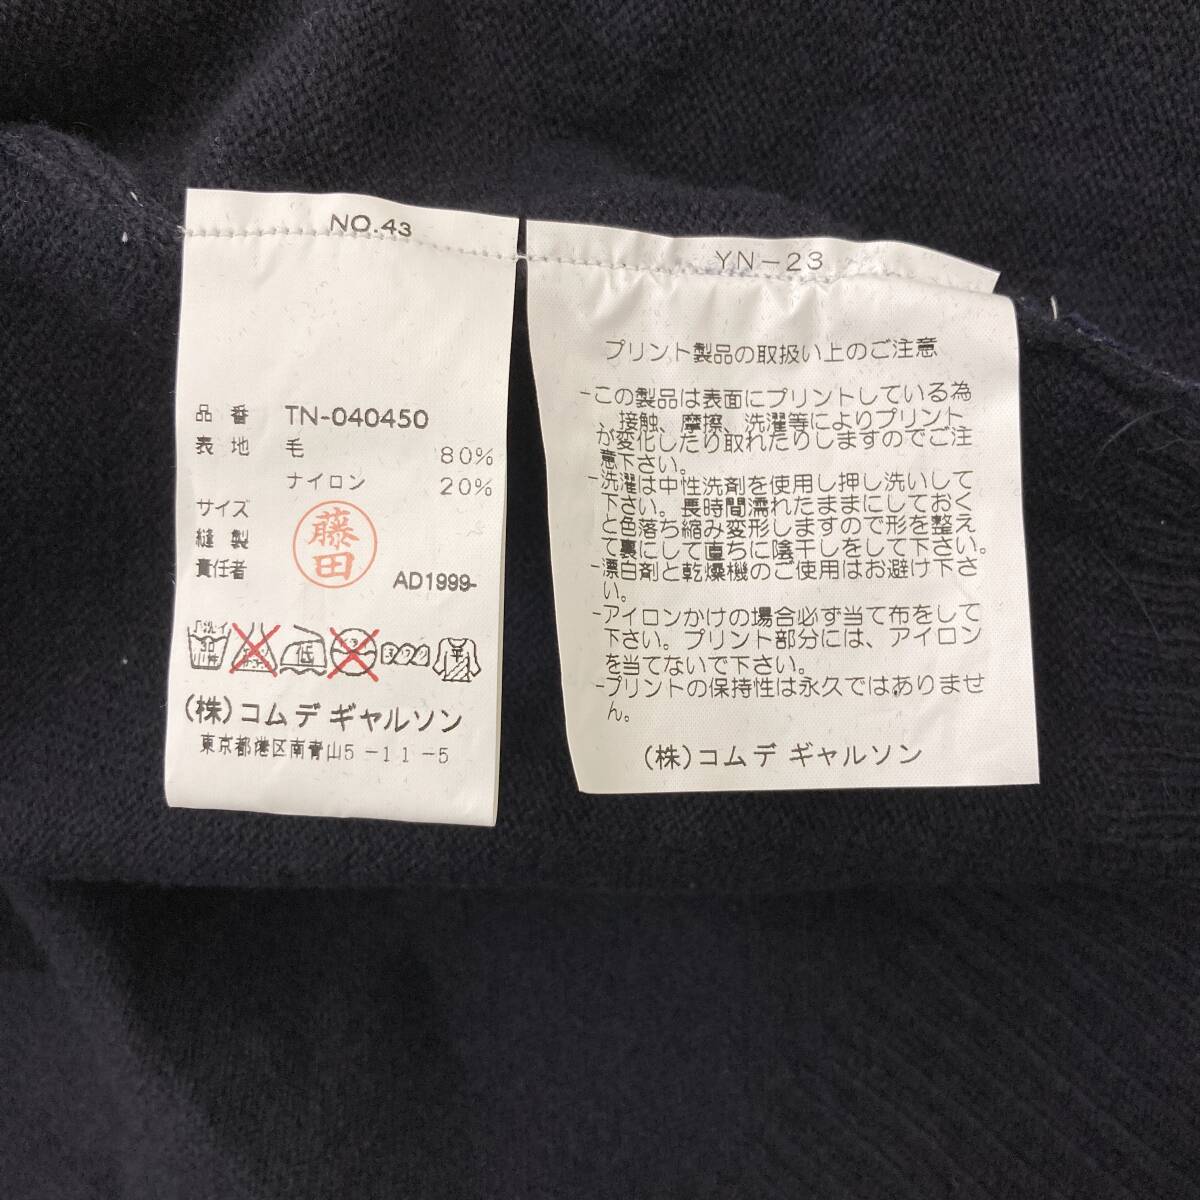 NO.43
品番 TN-040450
表地 毛 80%
ナイロン 20%
サイズ
縫製
責任者
藤田
AD1999-
低
平
(株)コム デ ギャルソン
東京都港区南青山5-11-5
YN-23
プリント製品の取扱い上のご注意
-この製品は表面にプリントしている為
接触、摩擦、洗濯等によりプリント
が変化したり取れたりしますのでご注
意下さい。
-洗濯は中性洗剤を使用し押し洗いして
下さい。長時間濡れたままにしておく
と色落ち縮み変形しますので形を整え
て裏にして直ちに陰干しをして下さい。
-漂白剤と乾燥機のご使用はお避け下さ
い。
-アイロンかけの場合必ず当て布をして
下さい。プリント部分には、アイロン
を当てないで下さい。
-プリントの保持性は永久ではありませ
ん。
(株)コム デ ギャルソン